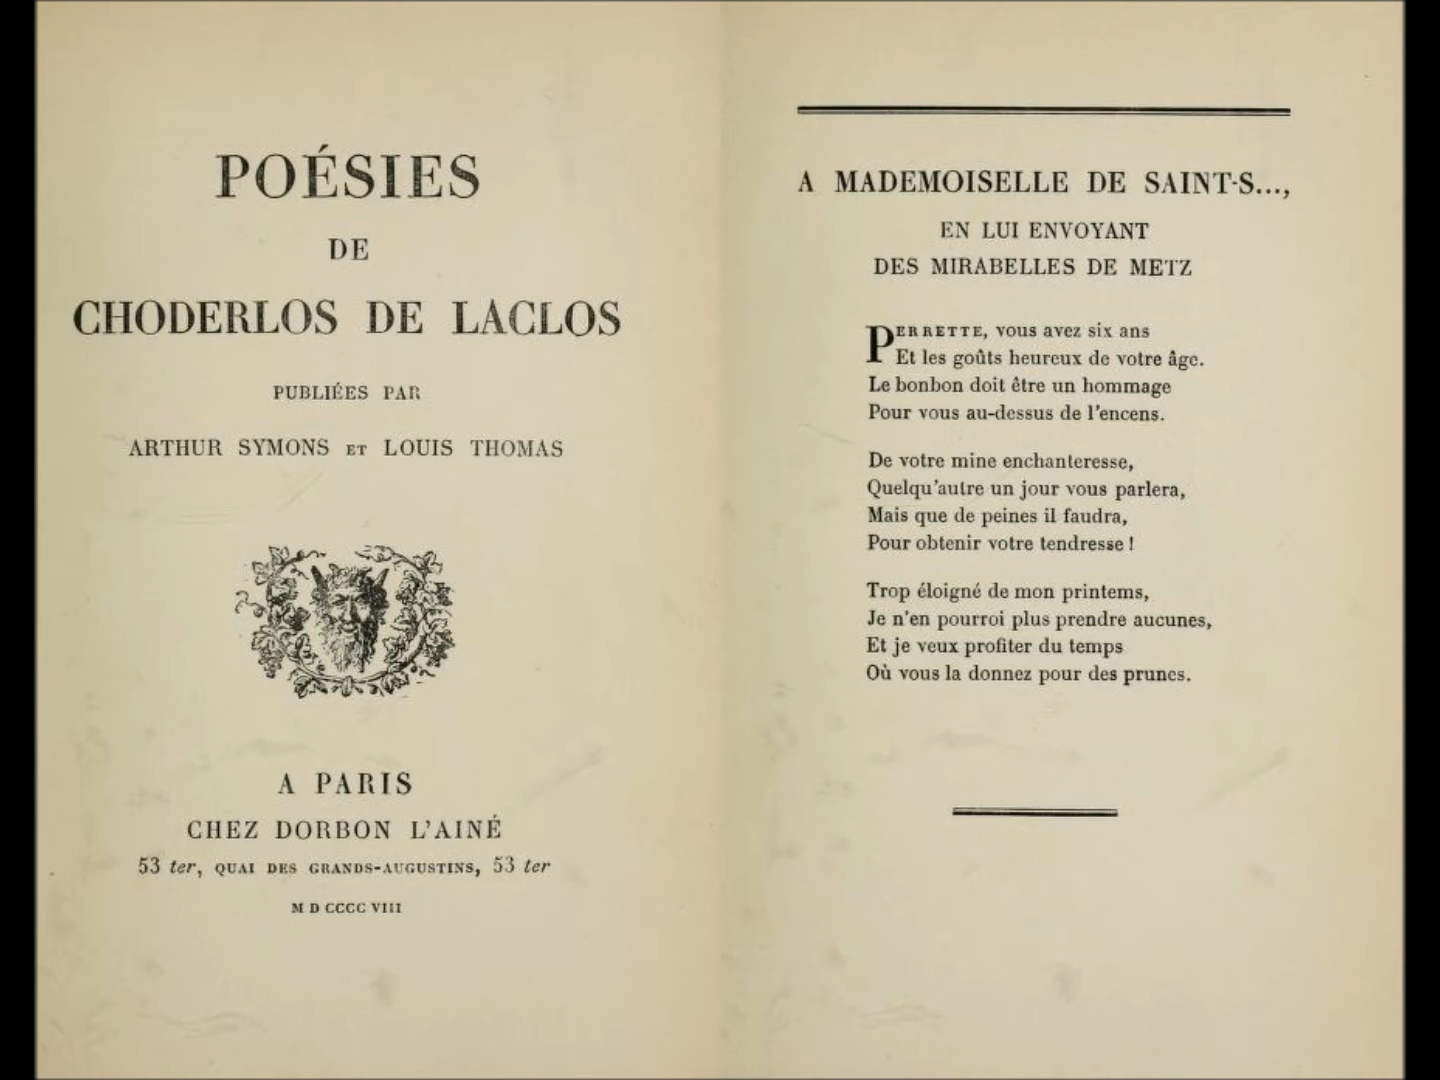 POÉSIES
DE
CHODERLOS DE LACLOS
PUBLIÉES PAR
ARTHUR SYMONS ET LOUIS THOMAS
A PARIS
CHEZ DORBON L'AINÉ
53 ter, QUAI DES GRANDS-AUGUSTINS, 53 ter
M D CCCC VIII
A MADEMOISELLE DE SAINT-S...,
EN LUI ENVOYANT
DES MIRABELLES DE METZ
PERRETTE, vous avez six ans
Et les goûts heureux de votre âge.
Le bonbon doit être un hommage
Pour vous au-dessus de l'encens.
De votre mine enchanteresse,
Quelqu'autre un jour vous parlera,
Mais que de peines il faudra,
Pour obtenir votre tendresse !
Trop éloigné de mon printems,
Je n'en pourroi plus prendre aucunes,
Et je veux profiter du temps
Où vous la donnez pour des prunes.